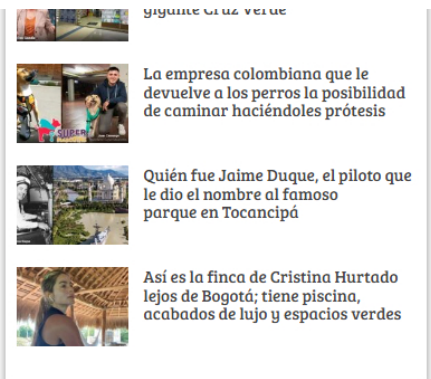 gigante Cruz Verde
La empresa colombiana que le
devuelve a los perros la posibilidad
de caminar haciéndoles prótesis
SUPER
Quién fue Jaime Duque, el piloto que
le dio el nombre al famoso
parque en Tocancipá
Así es la finca de Cristina Hurtado
lejos de Bogotá; tiene piscina,
acabados de lujo y espacios verdes